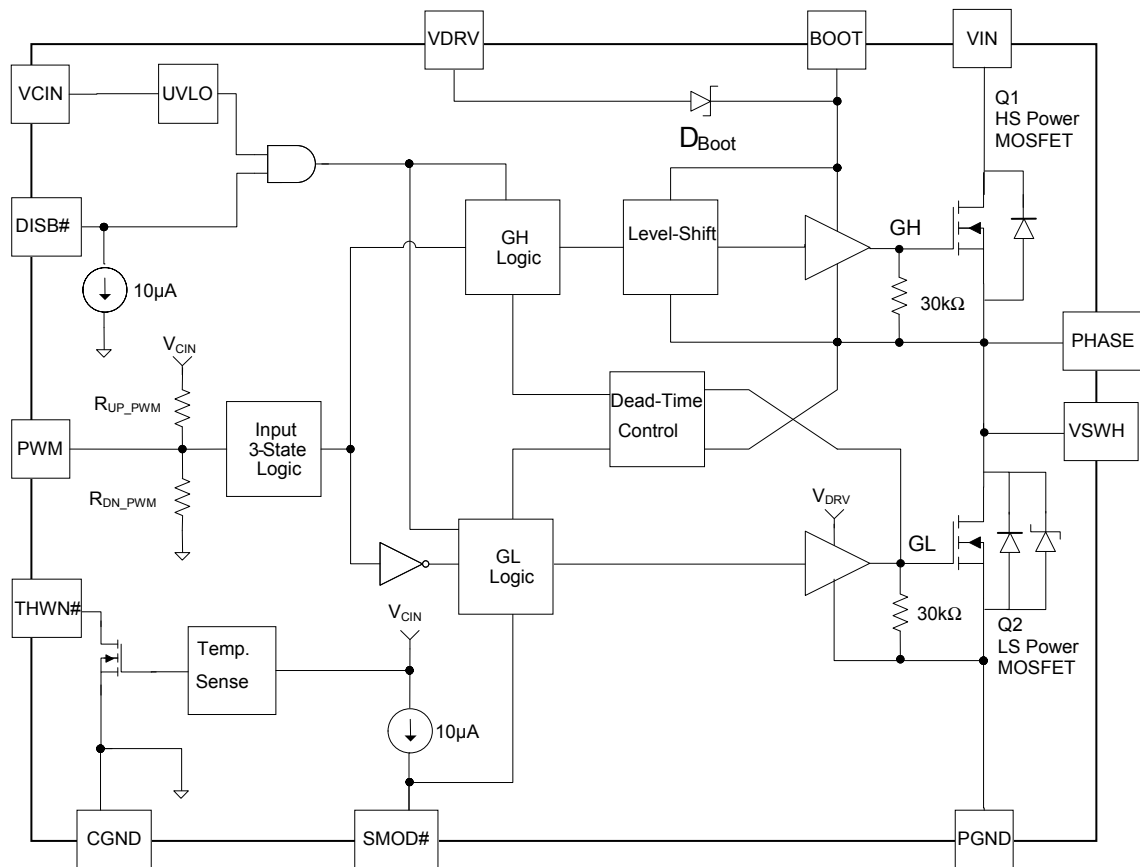 VDRV
BOOT
VIN
VCIN
UVLO
Q1
HS Power
MOSFET
DBoot
DISB#
GH
Logic
Level-Shift
GH
10µA
30kΩ
VCIN
PHASE
RUP_PWM
Dead-Time
Control
PWM
Input
3-State
Logic
VSWH
RDN_PWM
VDRV
GL
Logic
GL
THWN#
VCIN
30kΩ
Q2
LS Power
MOSFET
Temp.
Sense
10µA
CGND
SMOD#
PGND